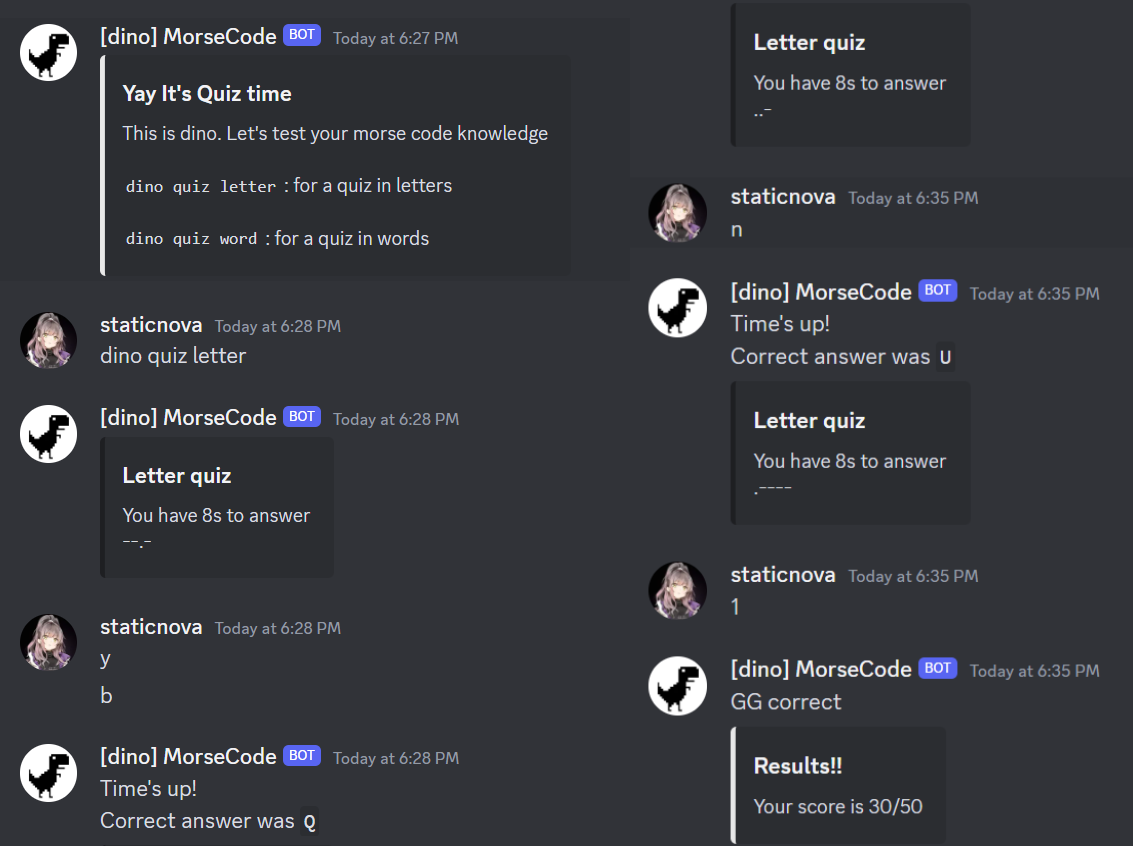 [dino] MorseCode BOT Today at 6:27 PM
Yay It's Quiz time
This is dino. Let's test your morse code knowledge
dino quiz letter : for a quiz in letters
dino quiz word : for a quiz in words
staticnova Today at 6:28 PM
dino quiz letter
[dino] MorseCode BOT Today at 6:28 PM
Letter quiz
You have 8s to answer
--.-
staticnova Today at 6:28 PM
y
b
[dino] MorseCode BOT Today at 6:28 PM
Time's up!
Correct answer was Q
Letter quiz
You have 8s to answer
..-
staticnova Today at 6:35 PM
n
[dino] MorseCode BOT Today at 6:35 PM
Time's up!
Correct answer was U
Letter quiz
You have 8s to answer
.----
staticnova Today at 6:35 PM
1
[dino] MorseCode BOT Today at 6:35 PM
GG correct
Results!!
Your score is 30/50